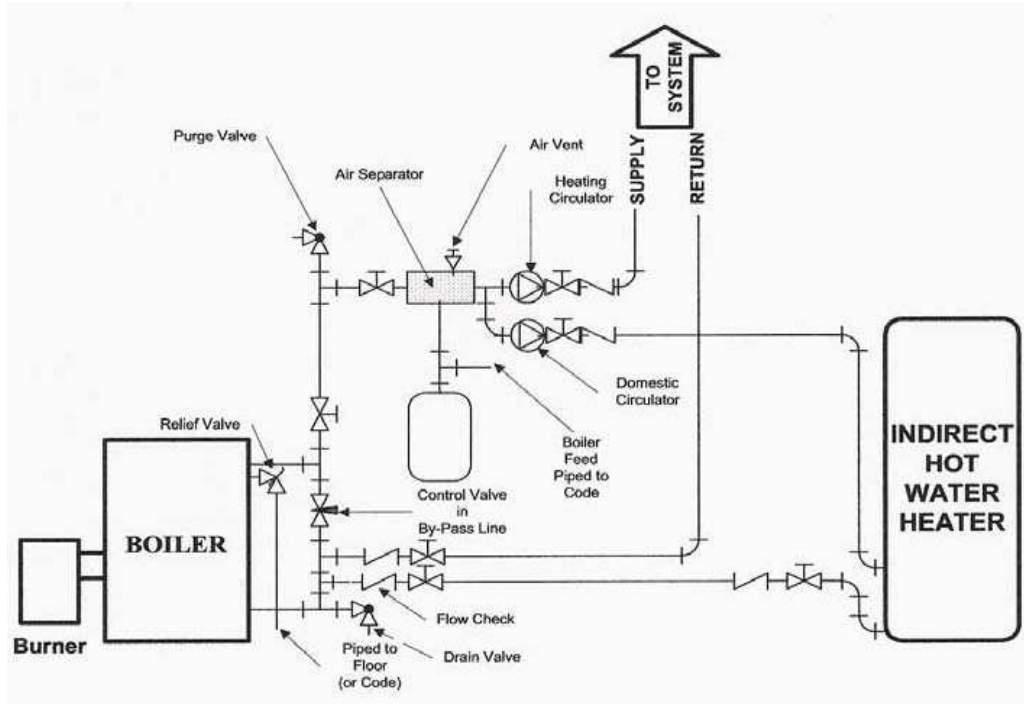 TO
SYSTEM
SUPPLY
RETURN
Purge Valve
Air Separator
Air Vent
Heating
Circulator
Domestic
Circulator
Relief Valve
Boiler
Feed
Piped to
Code
Control Valve
in
By-Pass Line
BOILER
INDIRECT
HOT
WATER
HEATER
Burner
Flow Check
Piped to
Floor
(or Code)
Drain Valve